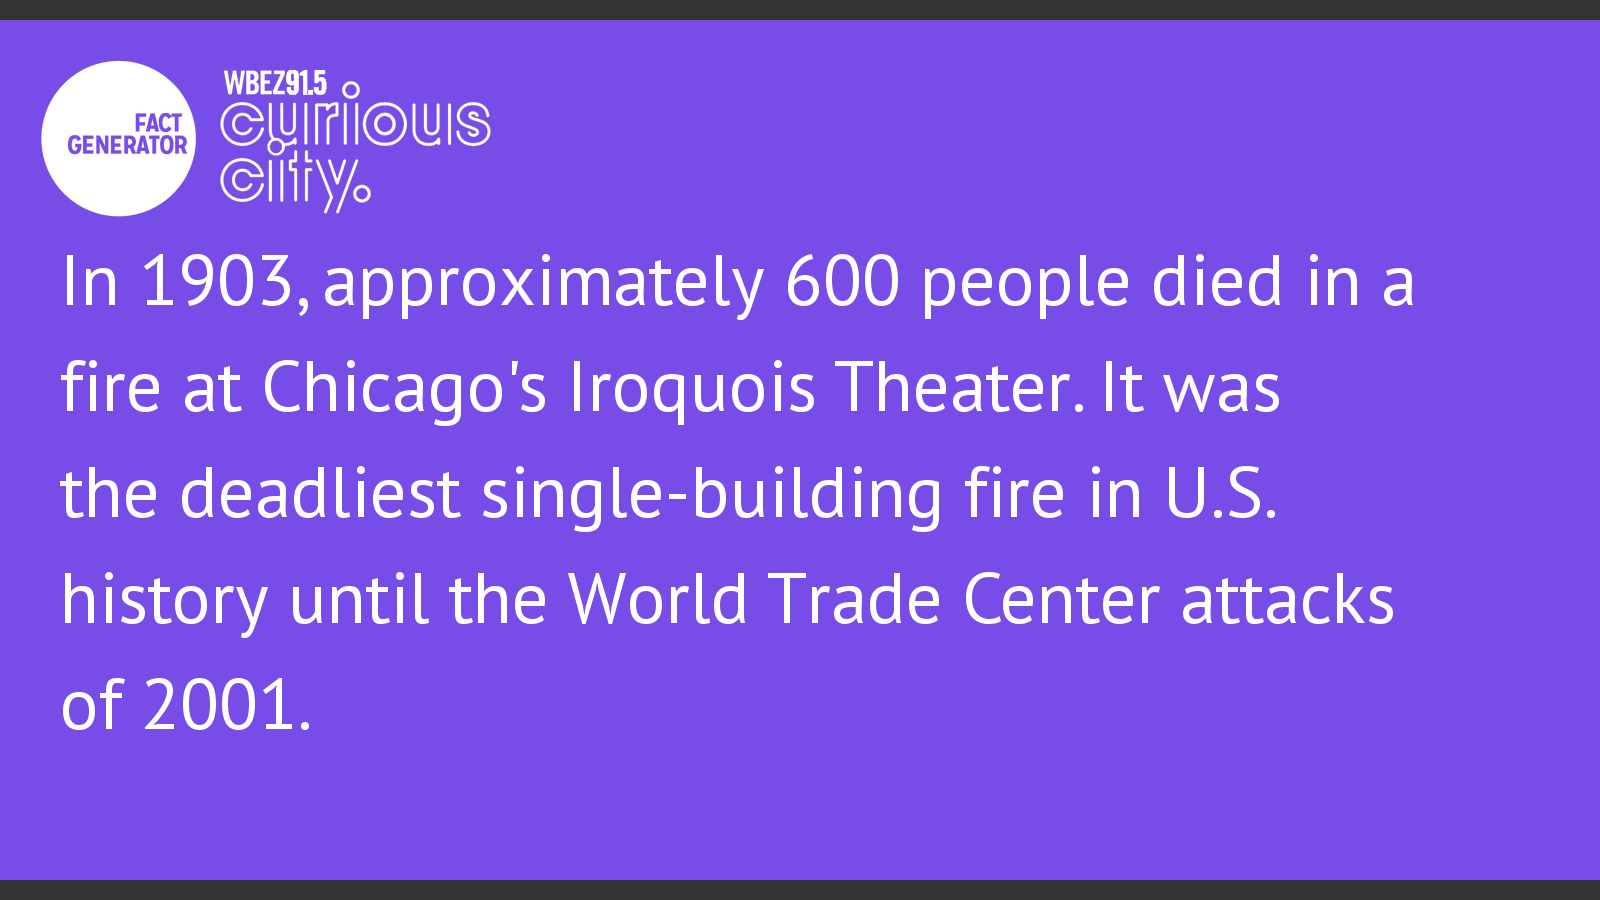 FACT
GENERATOR
WBEZ91.5
curious
city.
In 1903, approximately 600 people died in a
fire at Chicago's Iroquois Theater. It was
the deadliest single-building fire in U.S.
history until the World Trade Center attacks
of 2001.